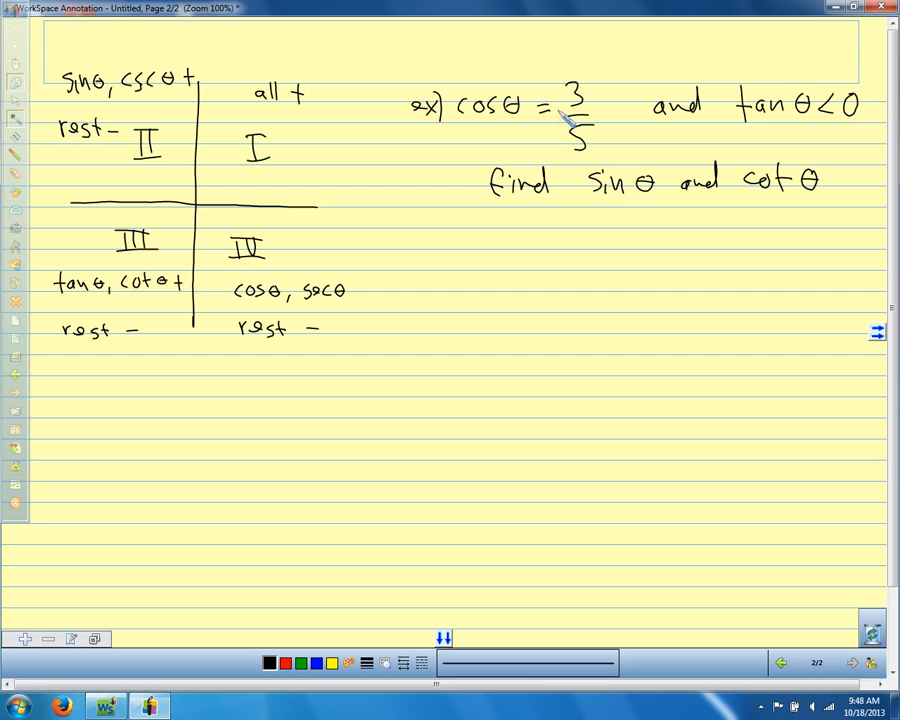 WorkSpace Annotation - Untitled, Page 2/2 (Zoom 100%) *
sinθ, cscθ +
rest -
II
all +
I
III
tanθ, cotθ +
rest -
IV
cosθ, secθ
rest -
ex) cosθ = 3/5 and tanθ<0
find sinθ and cotθ
2/2
9:48 AM
10/18/2013